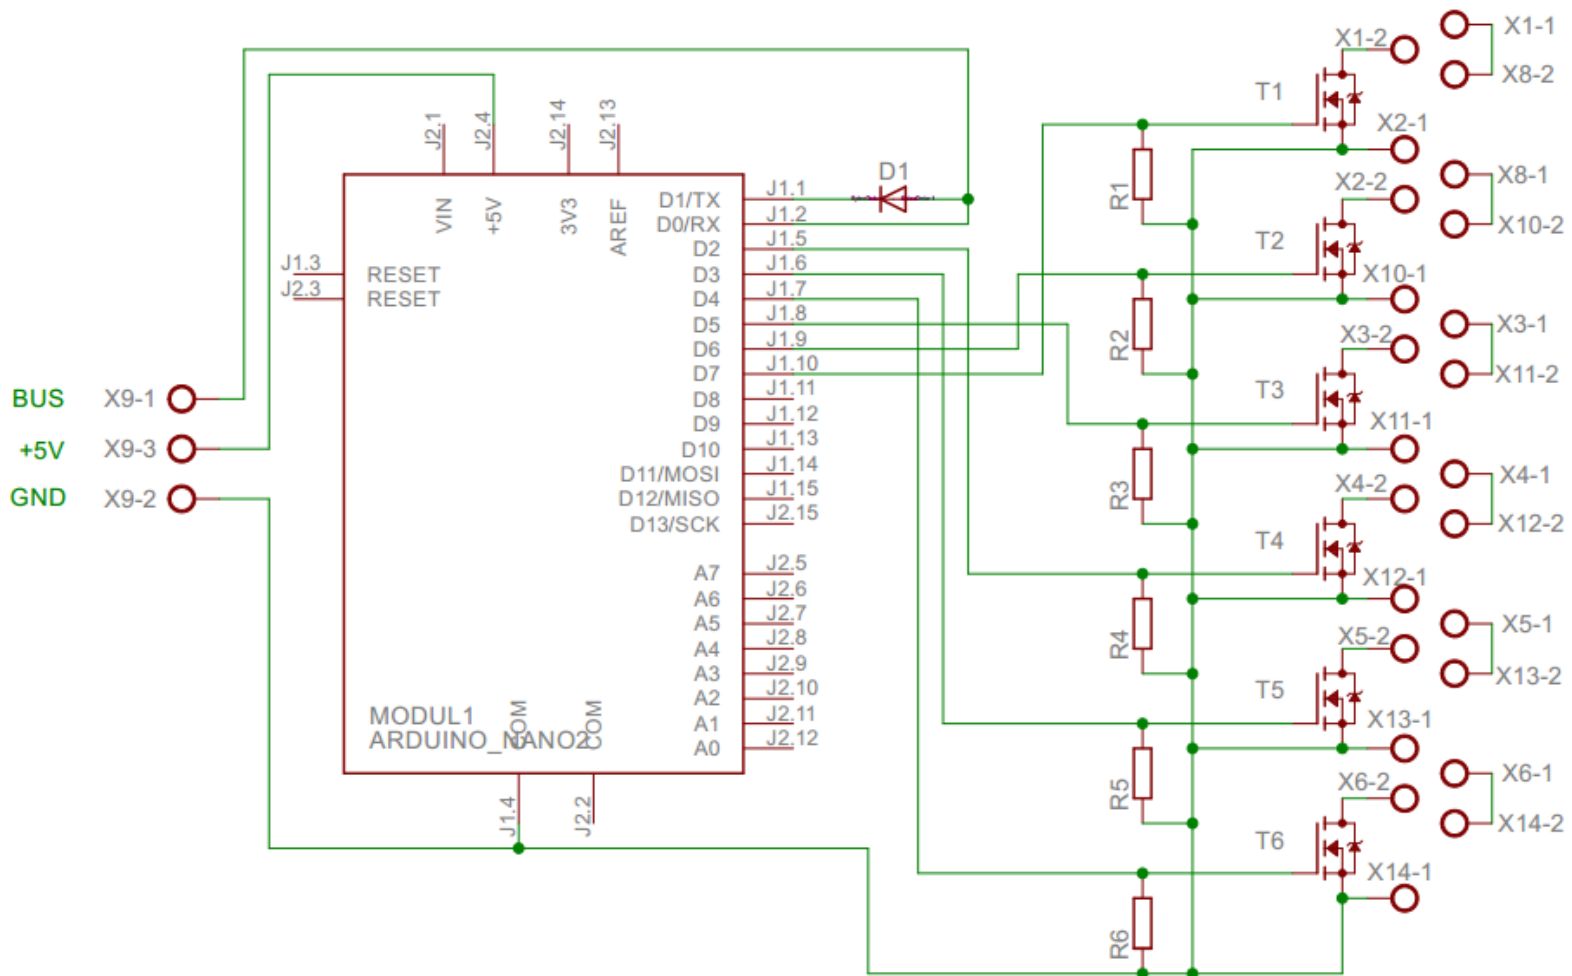 BUS X9-1
+5V X9-3
GND X9-2
J2.1
J2.4
J2.14
J2.13
VIN
+5V
3V3
AREF
J1.3 RESET
J2.3 RESET
MODUL1
ARDUINO_NANO2
COM
COM
J1.4
J2.2
D1/TX J1.1
D0/RX J1.2
D2 J1.5
D3 J1.6
D4 J1.7
D5 J1.8
D6 J1.9
D7 J1.10
D8 J1.11
D9 J1.12
D10 J1.13
D11/MOSI J1.14
D12/MISO J1.15
D13/SCK J2.15
A7 J2.5
A6 J2.6
A5 J2.7
A4 J2.8
A3 J2.9
A2 J2.10
A1 J2.11
A0 J2.12
D1
R1
R2
R3
R4
R5
R6
T1
T2
T3
T4
T5
T6
X1-2
X2-1
X2-2
X10-1
X3-2
X11-1
X4-2
X12-1
X5-2
X13-1
X6-2
X14-1
X1-1
X8-2
X8-1
X10-2
X3-1
X11-2
X4-1
X12-2
X5-1
X13-2
X6-1
X14-2